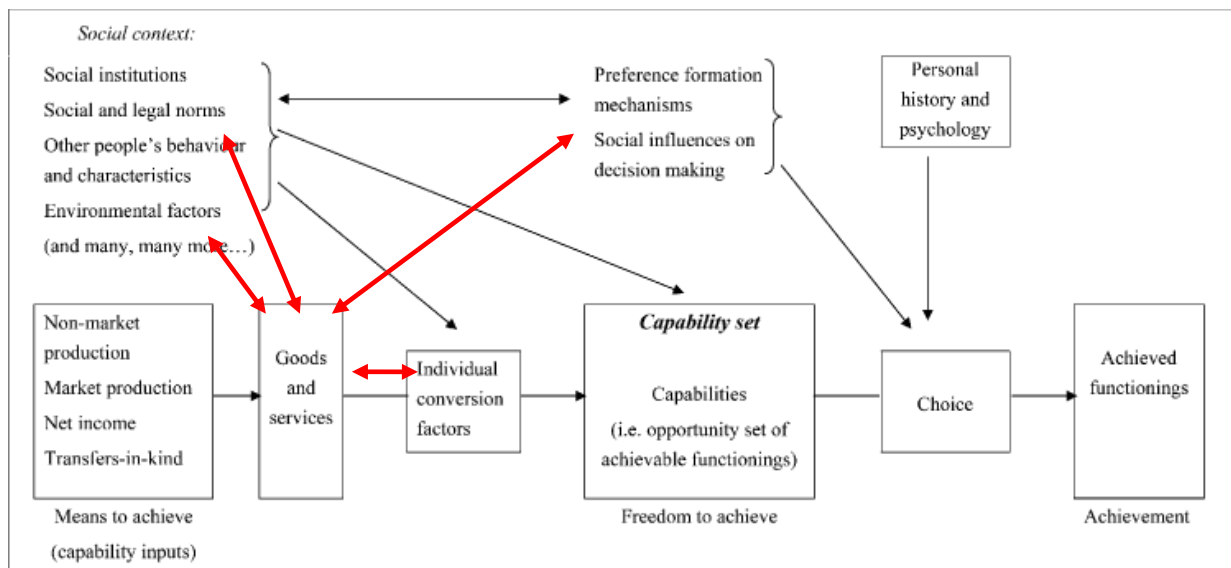 Social context:
Social institutions
Social and legal norms
Other people's behaviour
and characteristics
Environmental factors
(and many, many more…)
Preference formation
mechanisms
Social influences on
decision making
Personal
history and
psychology
Non-market
production
Market production
Net income
Transfers-in-kind
Goods
and
services
Individual
conversion
factors
Capability set
Capabilities
(i.e. opportunity set of
achievable functionings)
Choice
Achieved
functionings
Means to achieve
(capability inputs)
Freedom to achieve
Achievement